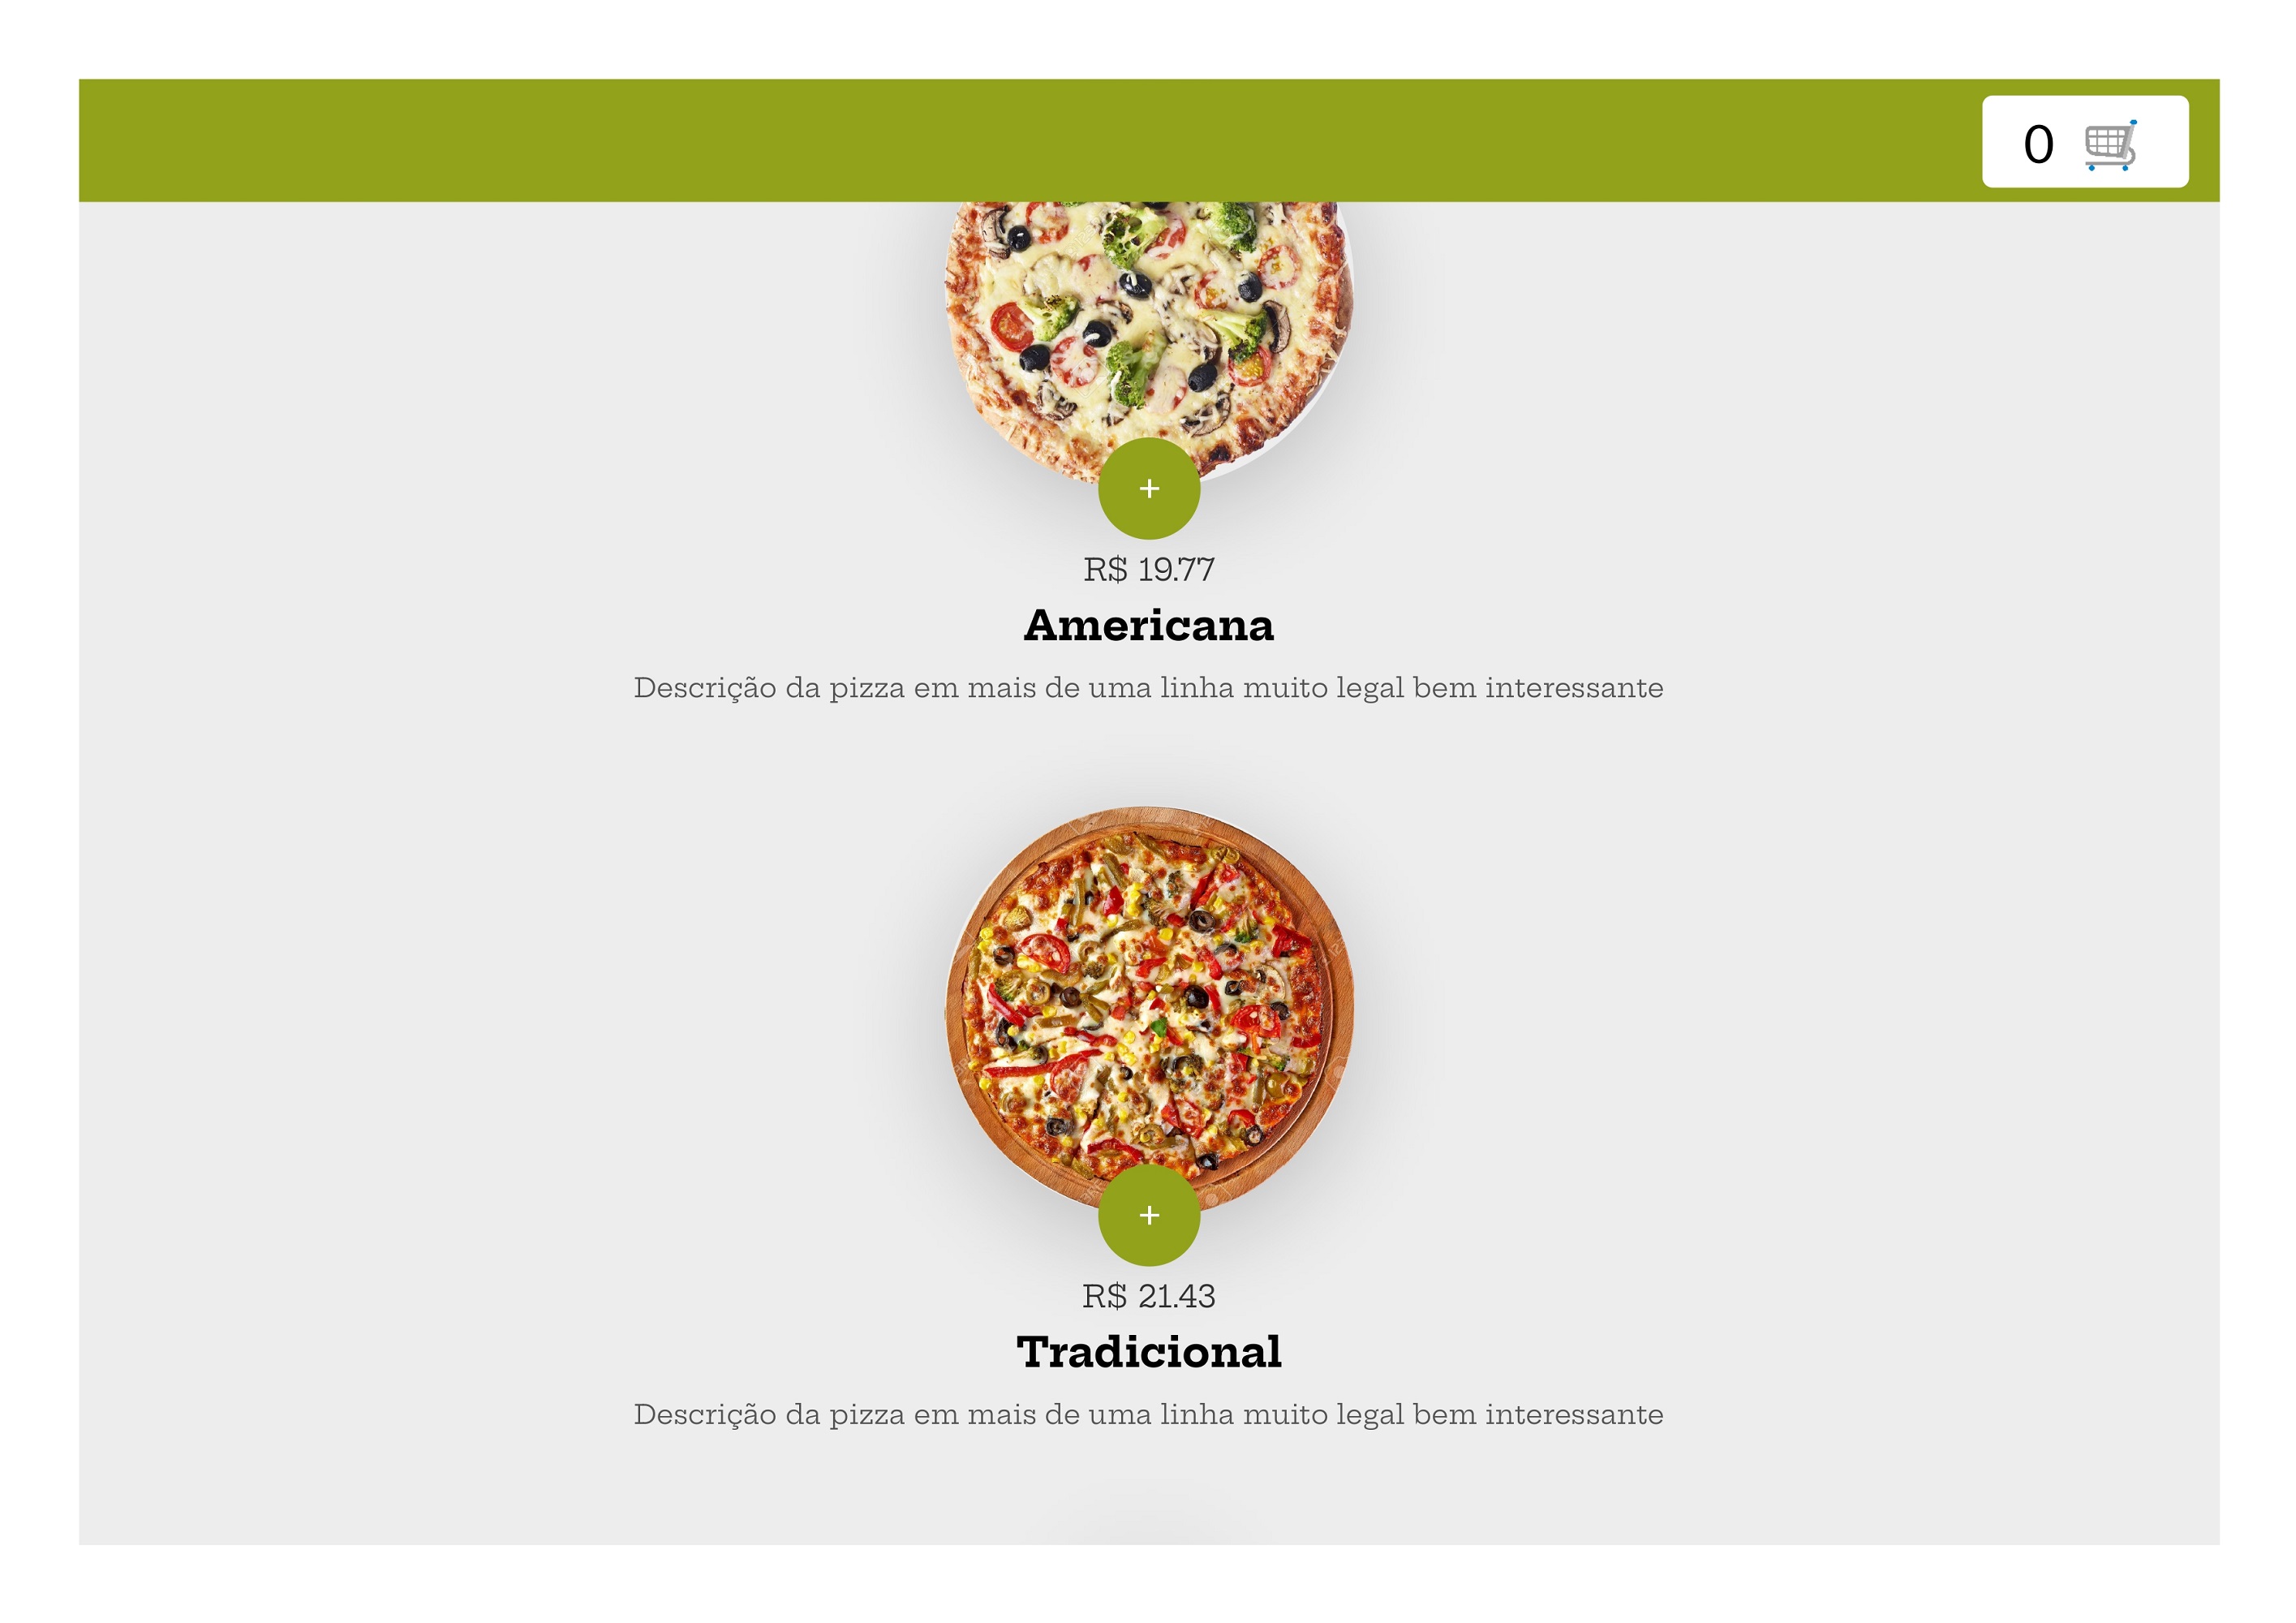 0
+
R$ 19.77
Americana
Descrição da pizza em mais de uma linha muito legal bem interessante
+
R$ 21.43
Tradicional
Descrição da pizza em mais de uma linha muito legal bem interessante